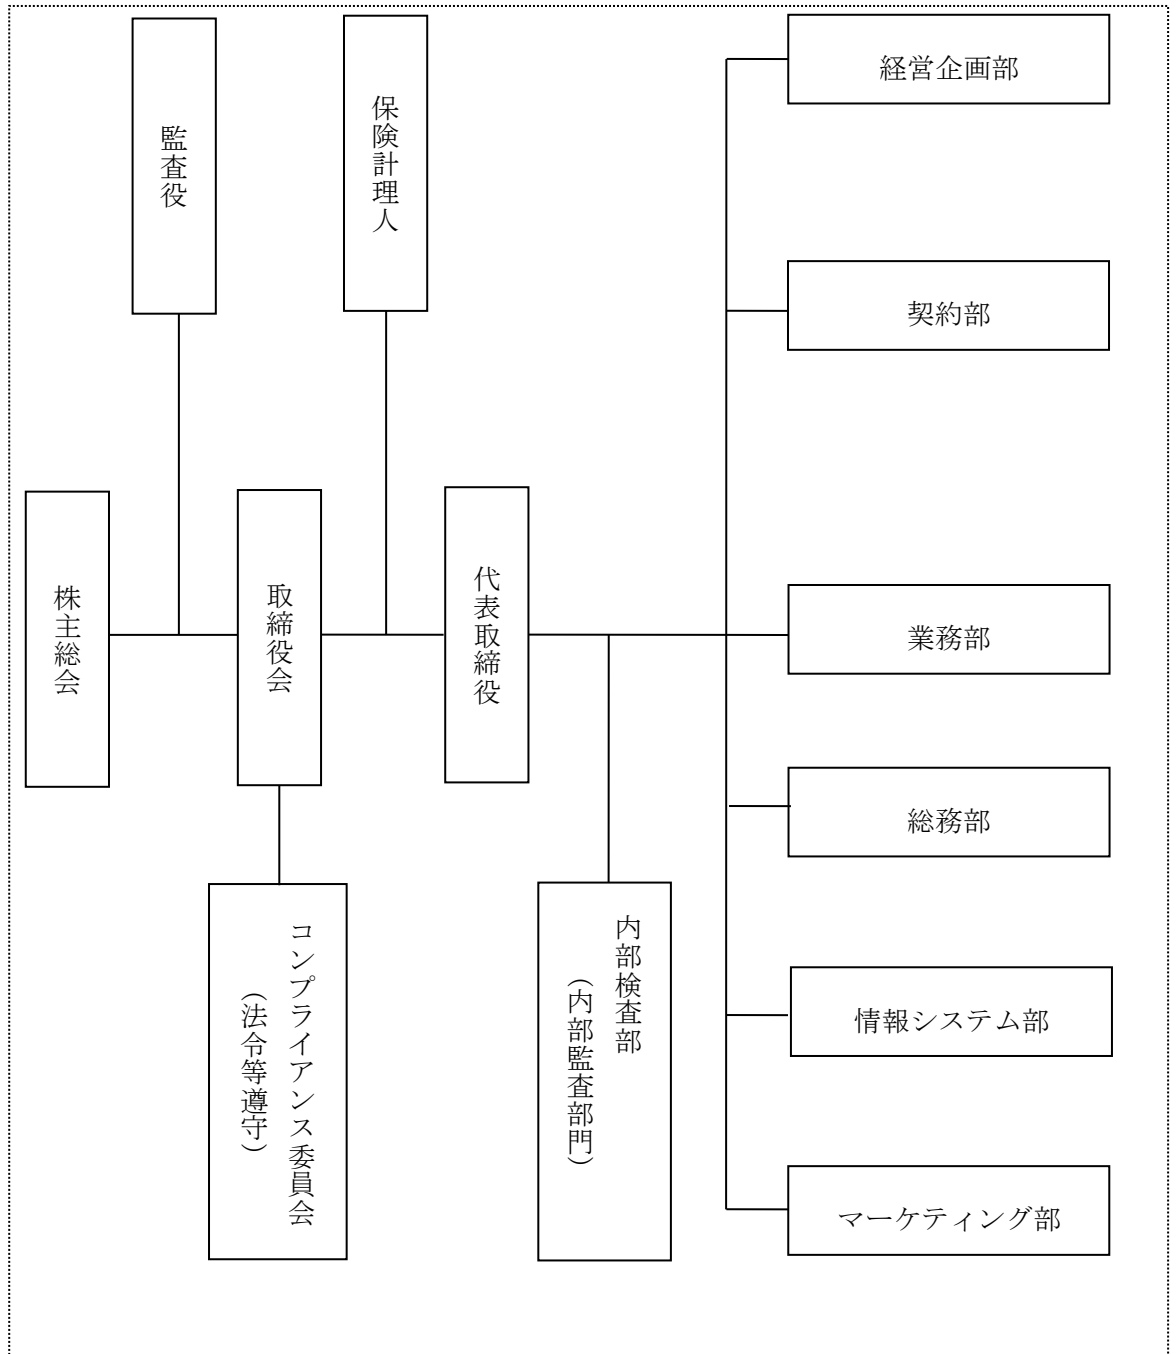 監査役
保険計理人
株主総会
取締役会
代表取締役
コンプライアンス委員会
（法令等遵守）
内部検査部
（内部監査部門）
経営企画部
契約部
業務部
総務部
情報システム部
マーケティング部